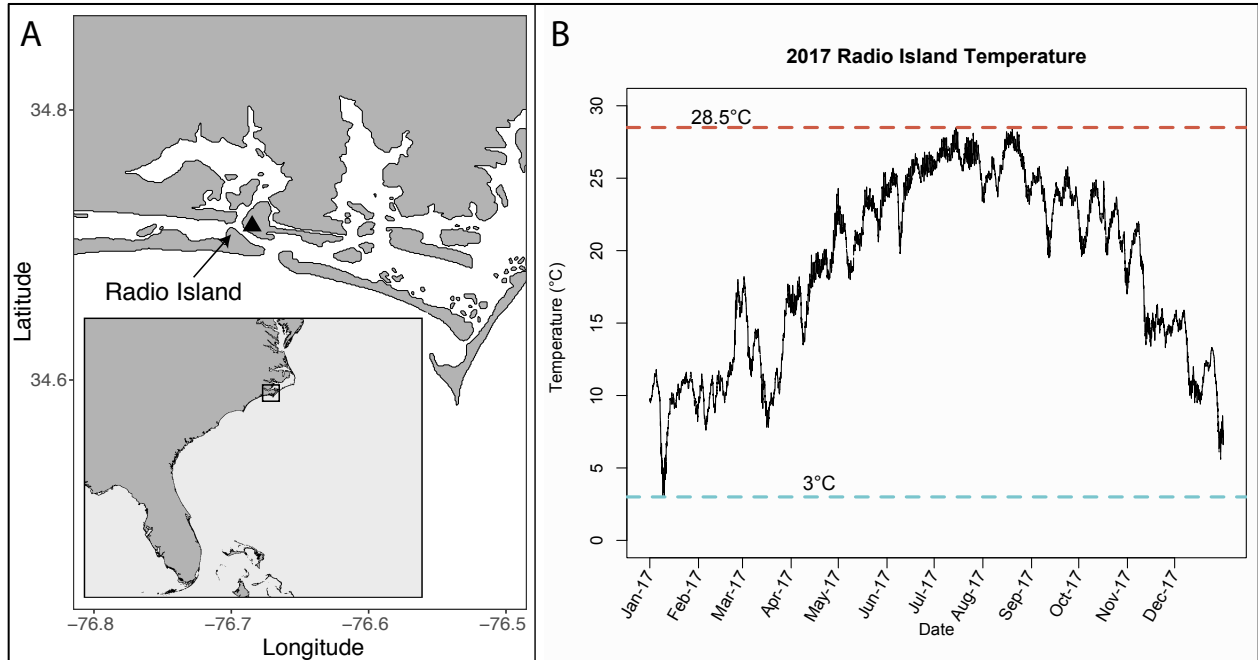 A
34.8
Latitude
34.6
Radio Island
−76.8
−76.7
−76.6
−76.5
Longitude
B
2017 Radio Island Temperature
30
28.5°C
25
20
15
10
5
3°C
0
Temperature (°C)
Jan-17
Feb-17
Mar-17
Apr-17
May-17
Jun-17
Jul-17
Aug-17
Sep-17
Oct-17
Nov-17
Dec-17
Date